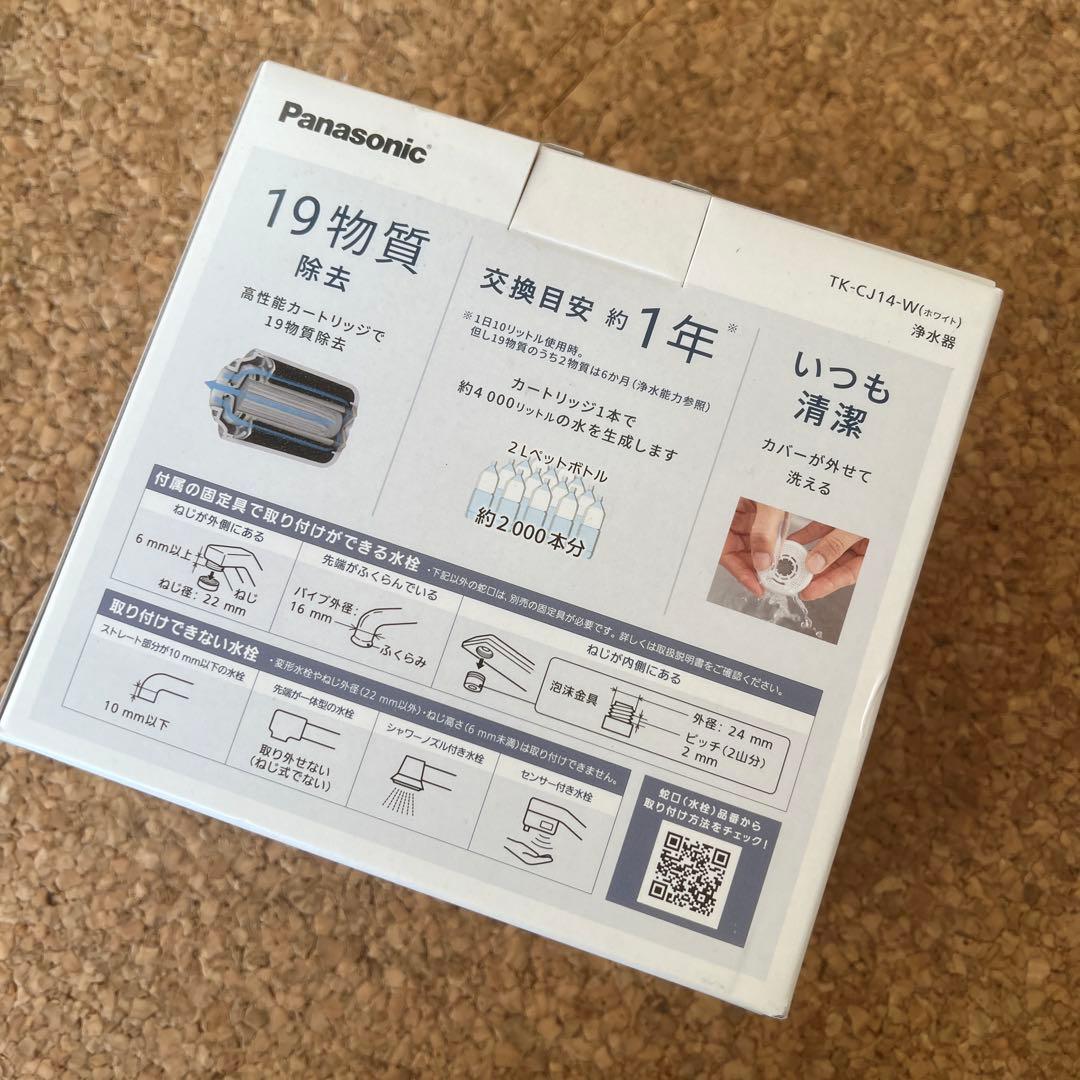 Panasonic
TK-CJ14-W(ホワイト)
浄水器
19物質
除去
高性能カートリッジで
19物質除去
交換目安 約1年※
※1日10リットル使用時。
但し19物質のうち2物質は6か月(浄水能力参照)
カートリッジ1本で
約4 000リットルの水を生成します
2Lペットボトル
約2 000本分
いつも
清潔
カバーが外せて
洗える
付属の固定具で取り付けができる水栓 ・下記以外の蛇口は、別売の固定具が必要です。詳しくは取扱説明書をご確認ください。
ねじが外側にある
6 mm以上
ねじ
ねじ径：22 mm
先端がふくらんでいる
パイプ外径：
16 mm
ふくらみ
ねじが内側にある
泡沫金具
外径：24 mm
ピッチ(2山分)
2 mm
取り付けできない水栓 ・変形水栓やねじ外径(22 mm以外)・ねじ高さ(6 mm未満)は取り付けできません。
ストレート部分が10 mm以下の水栓
10 mm以下
先端が一体型の水栓
取り外せない
(ねじ式でない)
シャワーノズル付き水栓
センサー付き水栓
蛇口(水栓)品番から
取り付け方法をチェック！